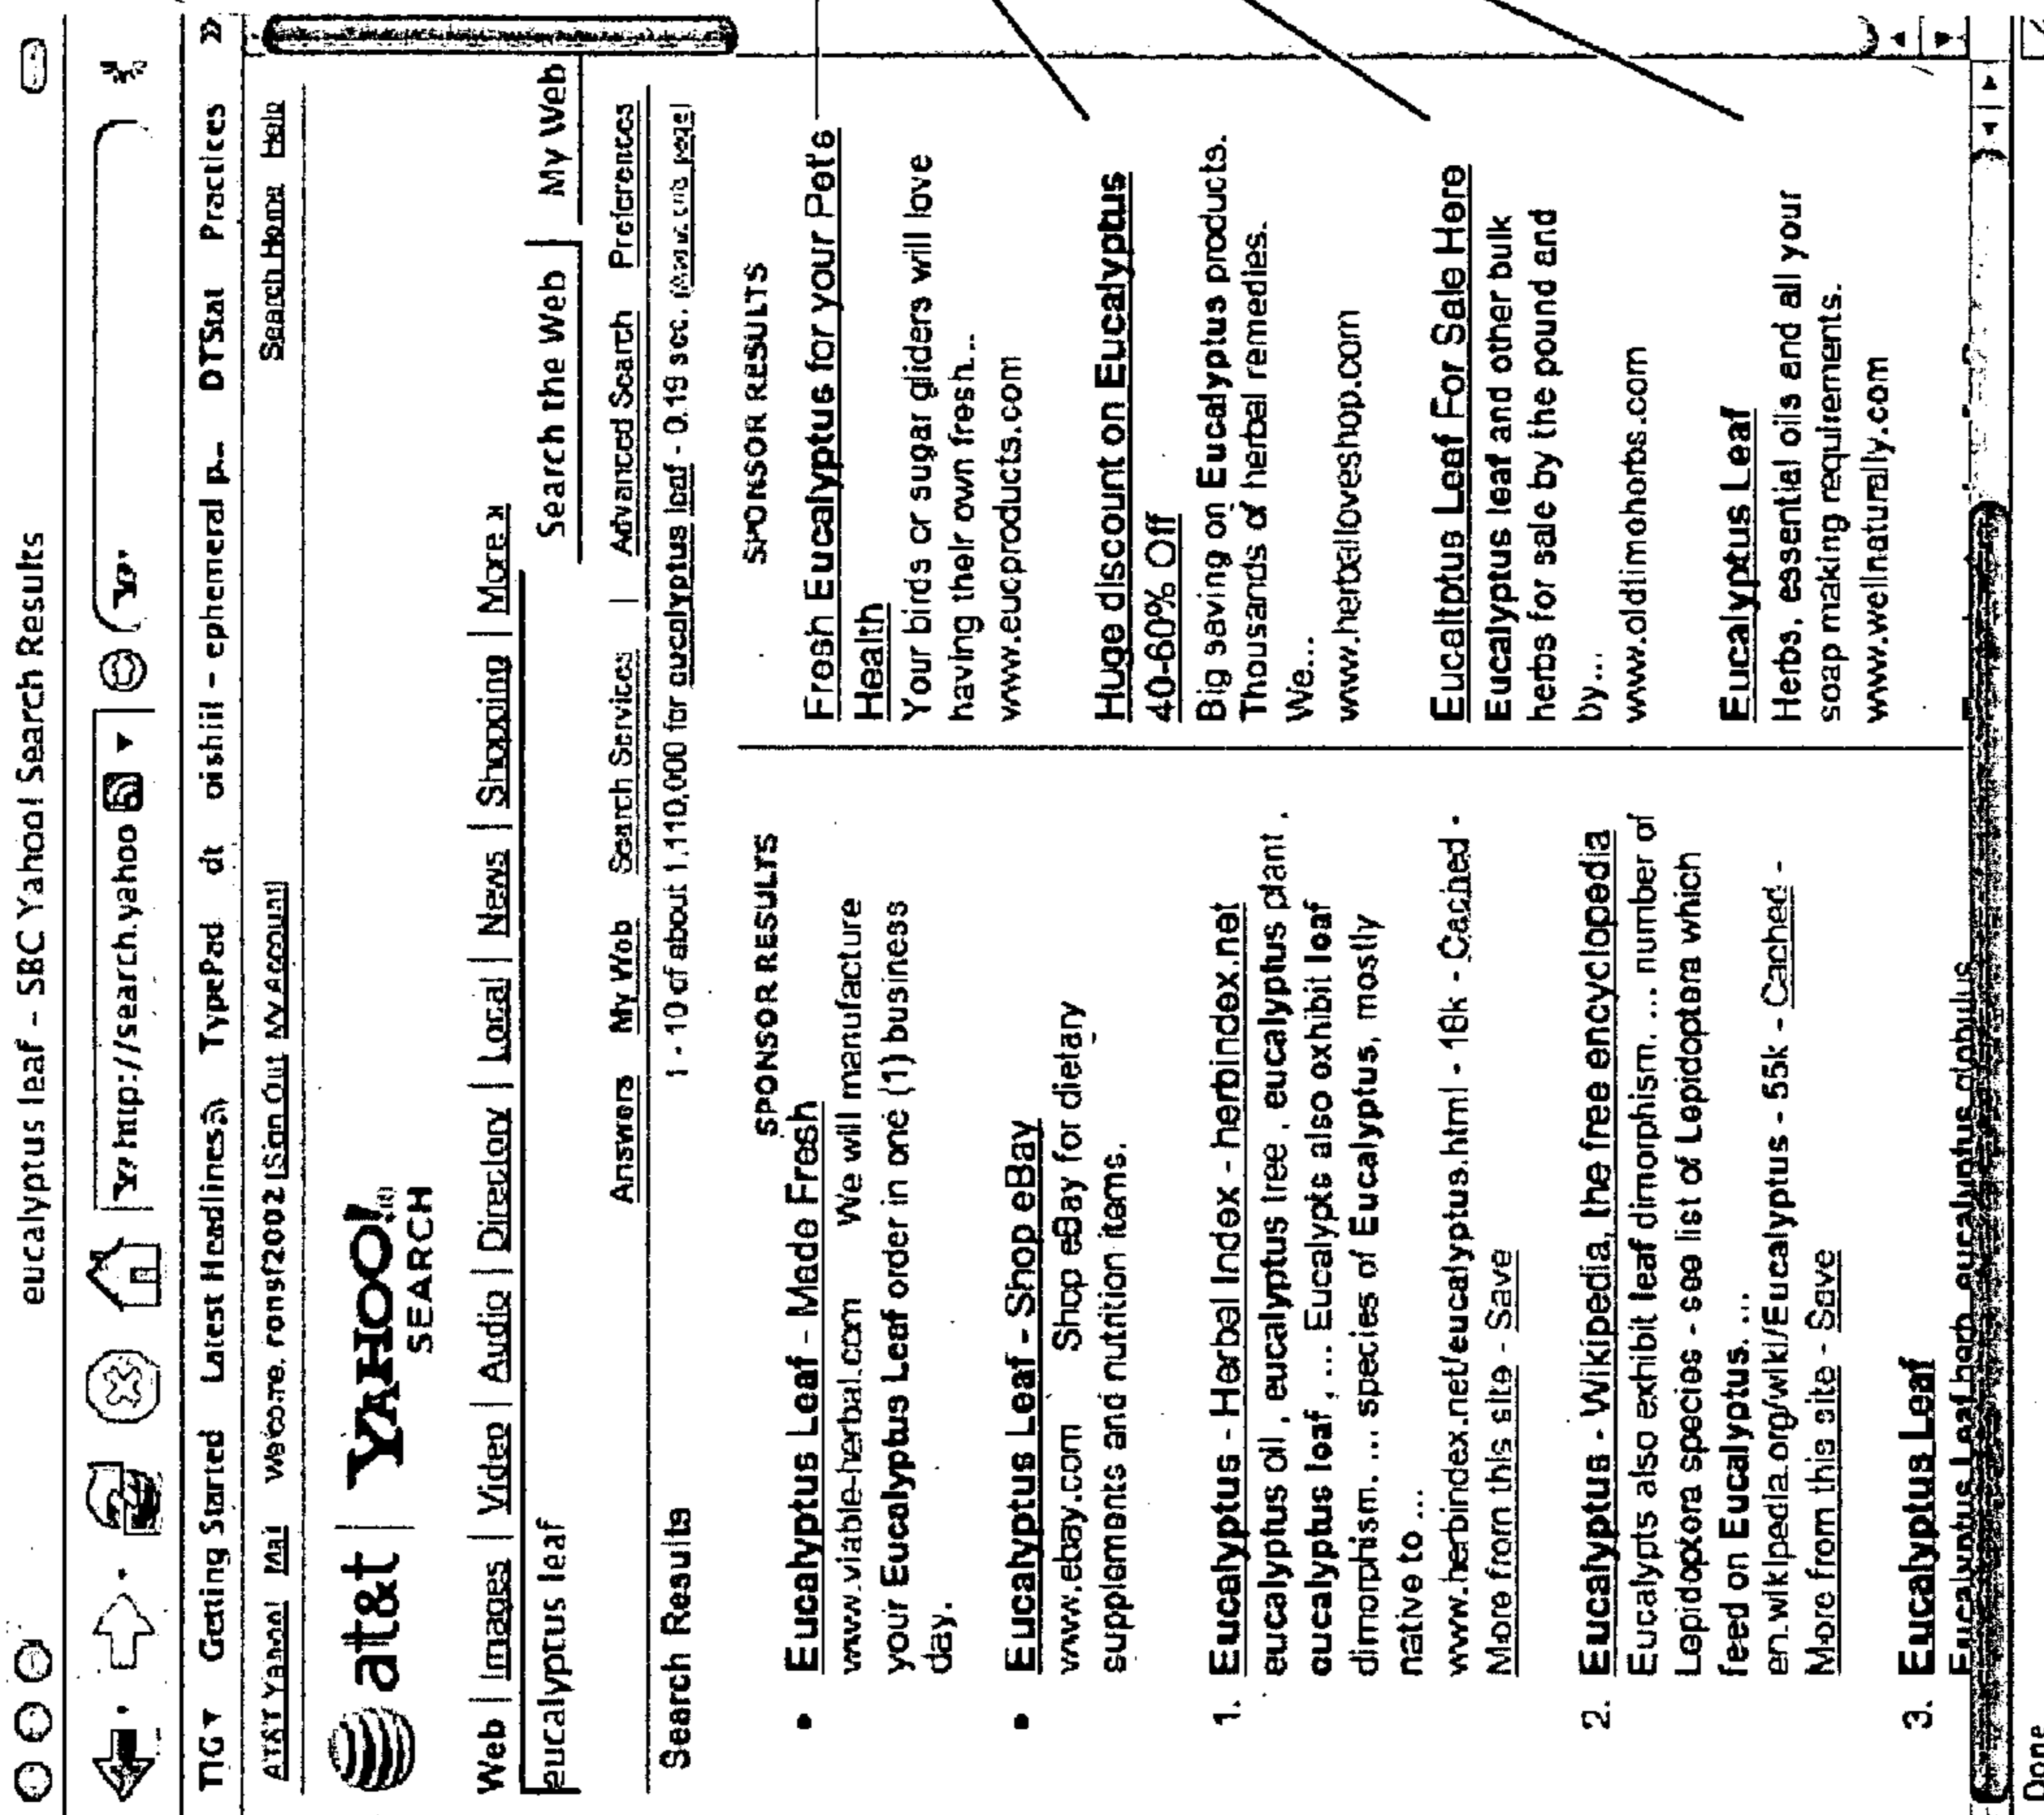 eucalyptus leaf - SBC Yahoo! Search Results
http://search.yahoo
TIG Getting Started Latest Headlines TypePad dt oishiil - ephemeral p... DTStat Practices »
AT&T Yahoo! Mail Welcome, ronsf2002 [Sign Out My Account] Search Home Help
at&t YAHOO!
SEARCH
Web | Images | Video | Audio | Directory | Local | News | Shopping | More »
eucalyptus leaf Search the Web My Web
Answers My Web Search Services | Advanced Search Preferences
Search Results 1 - 10 of about 1,110,000 for eucalyptus leaf - 0.19 sec.
SPONSOR RESULTS
• Eucalyptus Leaf - Made Fresh
www.viable-herbal.com We will manufacture
your Eucalyptus Leaf order in one (1) business
day.
• Eucalyptus Leaf - Shop eBay
www.ebay.com Shop eBay for dietary
supplements and nutrition items.
1. Eucalyptus - Herbal Index - herbindex.net
eucalyptus oil , eucalyptus tree , eucalyptus plant ,
eucalyptus leaf , ... Eucalypts also exhibit leaf
dimorphism. ... species of Eucalyptus, mostly
native to ...
www.herbindex.net/eucalyptus.html - 18k - Cached -
More from this site - Save
2. Eucalyptus - Wikipedia, the free encyclopedia
Eucalypts also exhibit leaf dimorphism. ... number of
Lepidoptera species - see list of Lepidoptera which
feed on Eucalyptus. ...
en.wikipedia.org/wiki/Eucalyptus - 55k - Cached -
More from this site - Save
3. Eucalyptus Leaf
Eucalyptus Leaf herb, eucalyptus globulus
SPONSOR RESULTS
Fresh Eucalyptus for your Pet's
Health
Your birds or sugar gliders will love
having their own fresh...
www.eucproducts.com
Huge discount on Eucalyptus
40-60% Off
Big saving on Eucalyptus products.
Thousands of herbal remedies.
We...
www.herballoveshop.com
Eucaltptus Leaf For Sale Here
Eucalyptus leaf and other bulk
herbs for sale by the pound and
by...
www.oldtimeherbs.com
Eucalyptus Leaf
Herbs, essential oils and all your
soap making requirements.
www.wellnaturally.com
Done